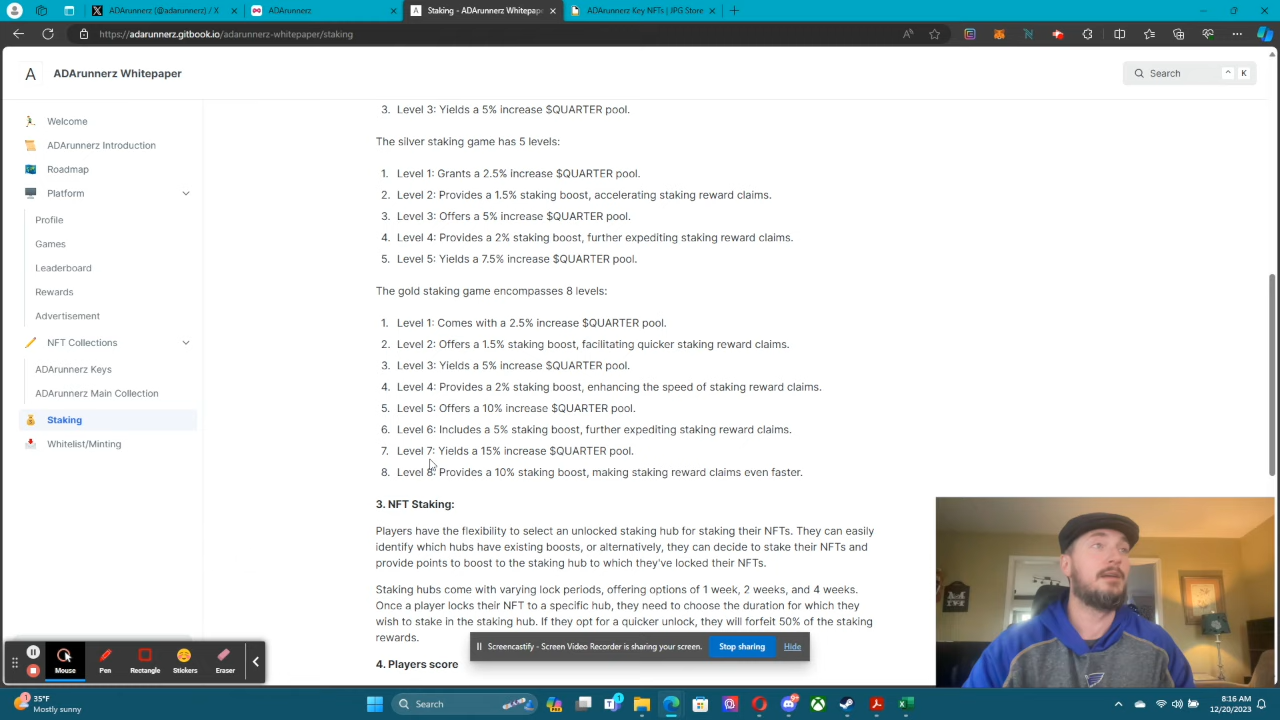 ADArunnerz (@adarunnerz) / X
ADArunnerz
Staking - ADArunnerz Whitepape
ADArunnerz Key NFTs | JPG Store
https://adarunnerz.gitbook.io/adarunnerz-whitepaper/staking
A
ADArunnerz Whitepaper
Search
^
K
Welcome
ADArunnerz Introduction
Roadmap
Platform
Profile
Games
Leaderboard
Rewards
Advertisement
NFT Collections
ADArunnerz Keys
ADArunnerz Main Collection
Staking
Whitelist/Minting
3. Level 3: Yields a 5% increase $QUARTER pool.
The silver staking game has 5 levels:
1. Level 1: Grants a 2.5% increase $QUARTER pool.
2. Level 2: Provides a 1.5% staking boost, accelerating staking reward claims.
3. Level 3: Offers a 5% increase $QUARTER pool.
4. Level 4: Provides a 2% staking boost, further expediting staking reward claims.
5. Level 5: Yields a 7.5% increase $QUARTER pool.
The gold staking game encompasses 8 levels:
1. Level 1: Comes with a 2.5% increase $QUARTER pool.
2. Level 2: Offers a 1.5% staking boost, facilitating quicker staking reward claims.
3. Level 3: Yields a 5% increase $QUARTER pool.
4. Level 4: Provides a 2% staking boost, enhancing the speed of staking reward claims.
5. Level 5: Offers a 10% increase $QUARTER pool.
6. Level 6: Includes a 5% staking boost, further expediting staking reward claims.
7. Level 7: Yields a 15% increase $QUARTER pool.
8. Level 8: Provides a 10% staking boost, making staking reward claims even faster.
3. NFT Staking:
Players have the flexibility to select an unlocked staking hub for staking their NFTs. They can easily
identify which hubs have existing boosts, or alternatively, they can decide to stake their NFTs and
provide points to boost to the staking hub to which they've locked their NFTs.
Staking hubs come with varying lock periods, offering options of 1 week, 2 weeks, and 4 weeks.
Once a player locks their NFT to a specific hub, they need to choose the duration for which they
wish to stake in the staking hub. If they opt for a quicker unlock, they will forfeit 50% of the staking
rewards.
4. Players score
Screencastify - Screen Video Recorder is sharing your screen.
Stop sharing
Hide
Mouse
Pen
Rectangle
Stickers
Eraser
35°F
Mostly sunny
Search
8:16 AM
12/20/2023